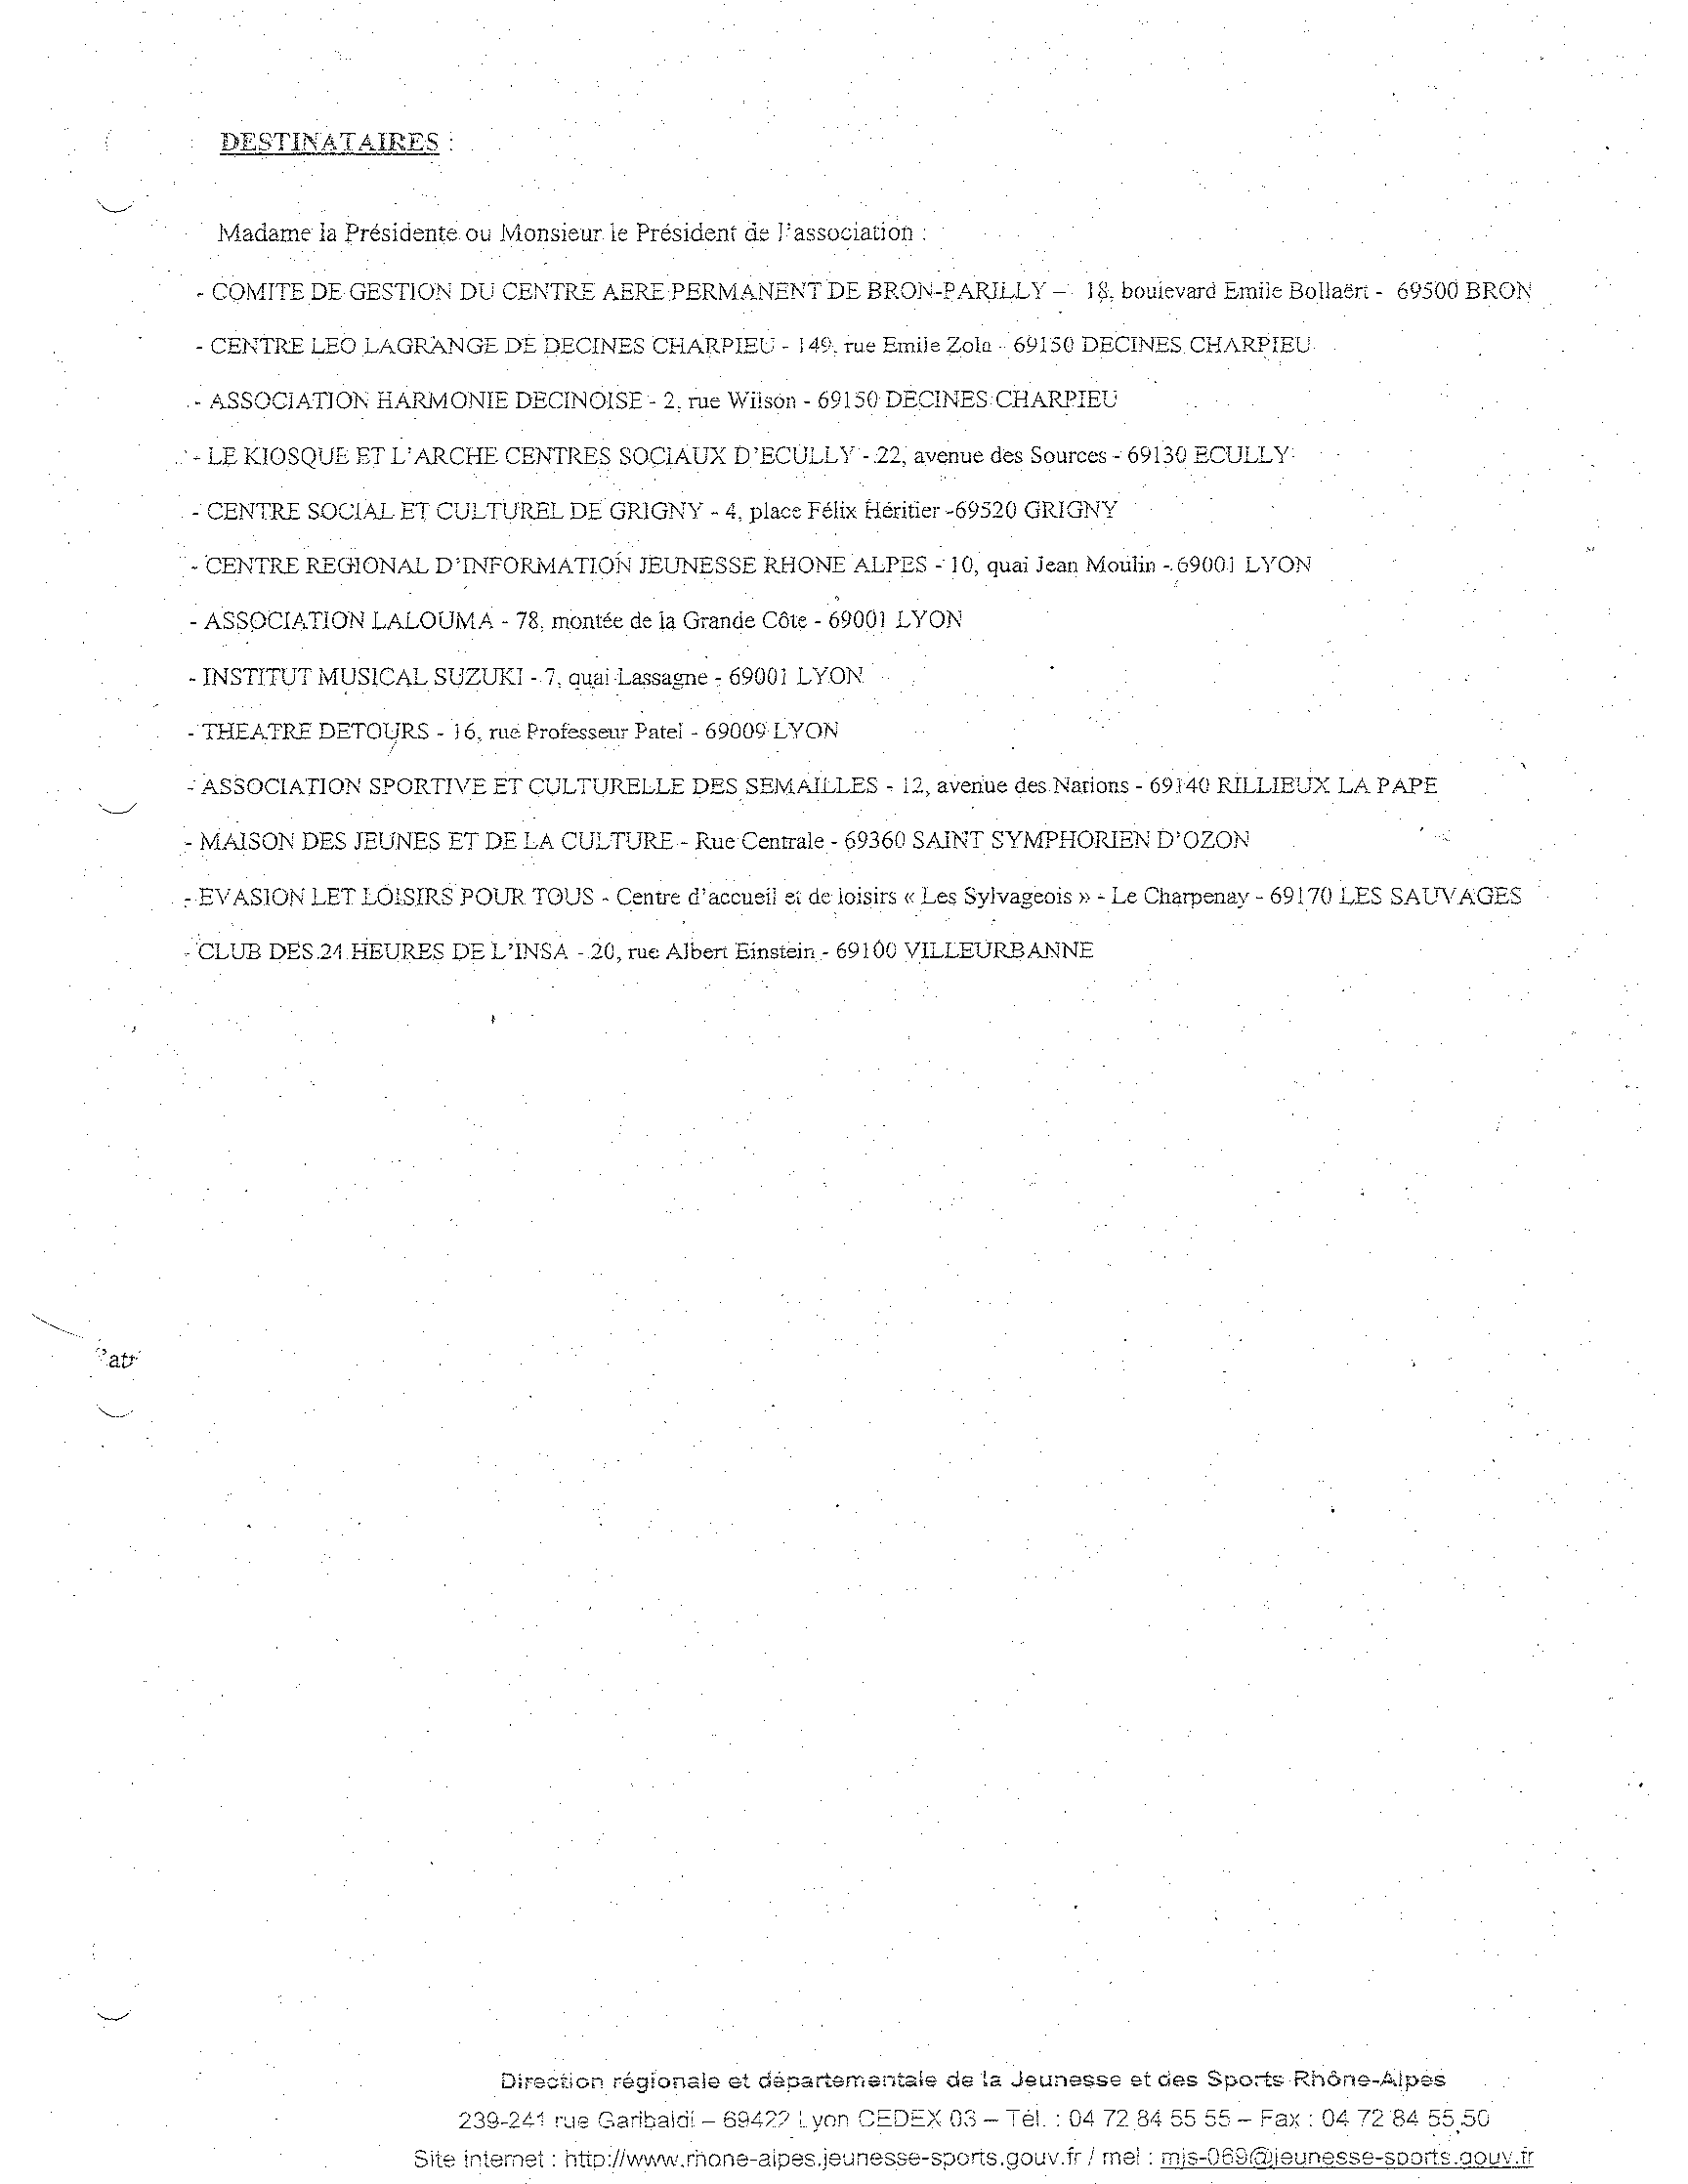 DESTINATAIRES :
Madame la Présidente ou Monsieur le Président de l'association :
- COMITE DE GESTION DU CENTRE AERE PERMANENT DE BRON-PARILLY – 18, boulevard Emile Bollaërt - 69500 BRON
- CENTRE LEO LAGRANGE DE DECINES CHARPIEU - 149, rue Emile Zola - 69150 DECINES CHARPIEU
- ASSOCIATION HARMONIE DECINOISE - 2, rue Wilson - 69150 DECINES CHARPIEU
- LE KIOSQUE ET L'ARCHE CENTRES SOCIAUX D'ECULLY - 22, avenue des Sources - 69130 ECULLY
- CENTRE SOCIAL ET CULTUREL DE GRIGNY - 4, place Félix Héritier -69520 GRIGNY
- CENTRE REGIONAL D'INFORMATION JEUNESSE RHONE ALPES - 10, quai Jean Moulin - 69001 LYON
- ASSOCIATION LALOUMA - 78, montée de la Grande Côte - 69001 LYON
- INSTITUT MUSICAL SUZUKI - 7, quai Lassagne - 69001 LYON
- THEATRE DETOURS - 16, rue Professeur Patel - 69009 LYON
- ASSOCIATION SPORTIVE ET CULTURELLE DES SEMAILLES - 12, avenue des Nations - 69140 RILLIEUX LA PAPE
- MAISON DES JEUNES ET DE LA CULTURE - Rue Centrale - 69360 SAINT SYMPHORIEN D'OZON
- EVASION LET LOISIRS POUR TOUS - Centre d'accueil et de loisirs « Les Sylvageois » - Le Charpenay - 69170 LES SAUVAGES
- CLUB DES 24 HEURES DE L'INSA - 20, rue Albert Einstein - 69100 VILLEURBANNE
Direction régionale et départementale de la Jeunesse et des Sports Rhône-Alpes
239-241 rue Garibaldi – 69422 Lyon CEDEX 03 – Tél. : 04 72 84 55 55 – Fax : 04 72 84 55 50
Site internet : http://www.rhone-alpes.jeunesse-sports.gouv.fr / mel : mjs-069@jeunesse-sports.gouv.fr